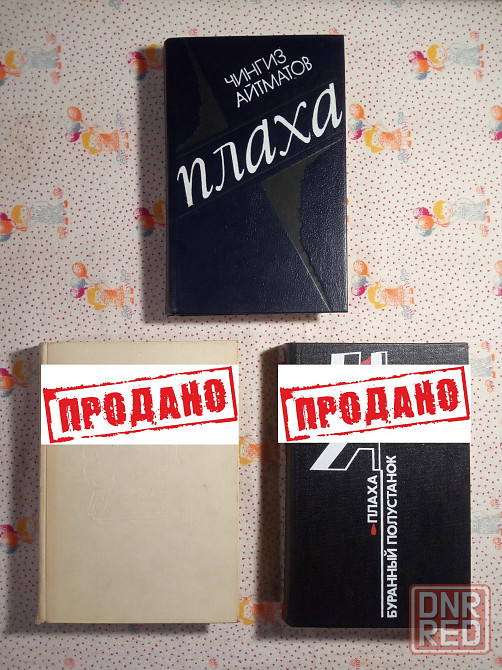 ЧИНГИЗ
АЙТМАТОВ
плаха
ПРОДАНО
ПРОДАНО
ПЛАХА
БУРАННЫЙ ПОЛУСТАНОК
DNR
RED